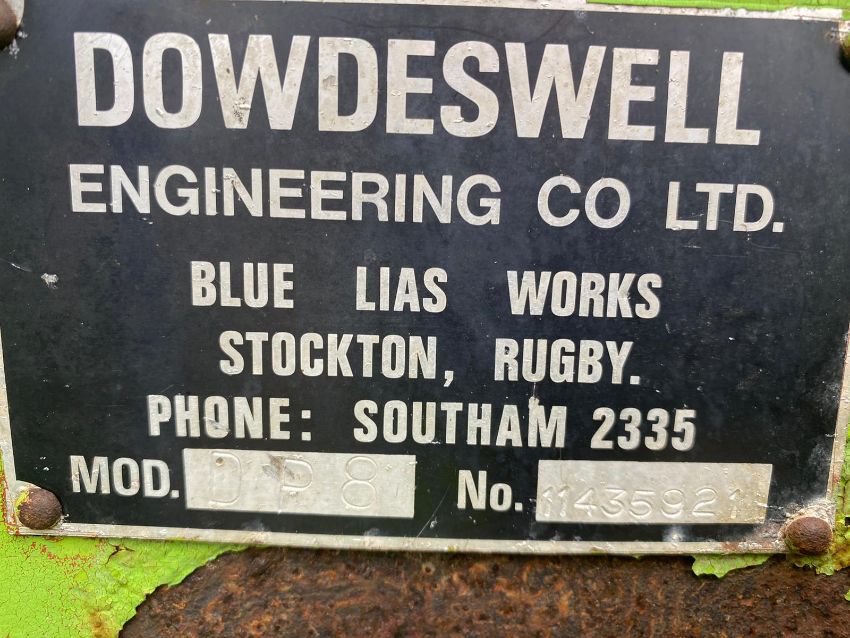 DOWDESWELL
ENGINEERING CO LTD.
BLUE LIAS WORKS
STOCKTON, RUGBY.
PHONE: SOUTHAM 2335
MOD. DP8 No. 11435921